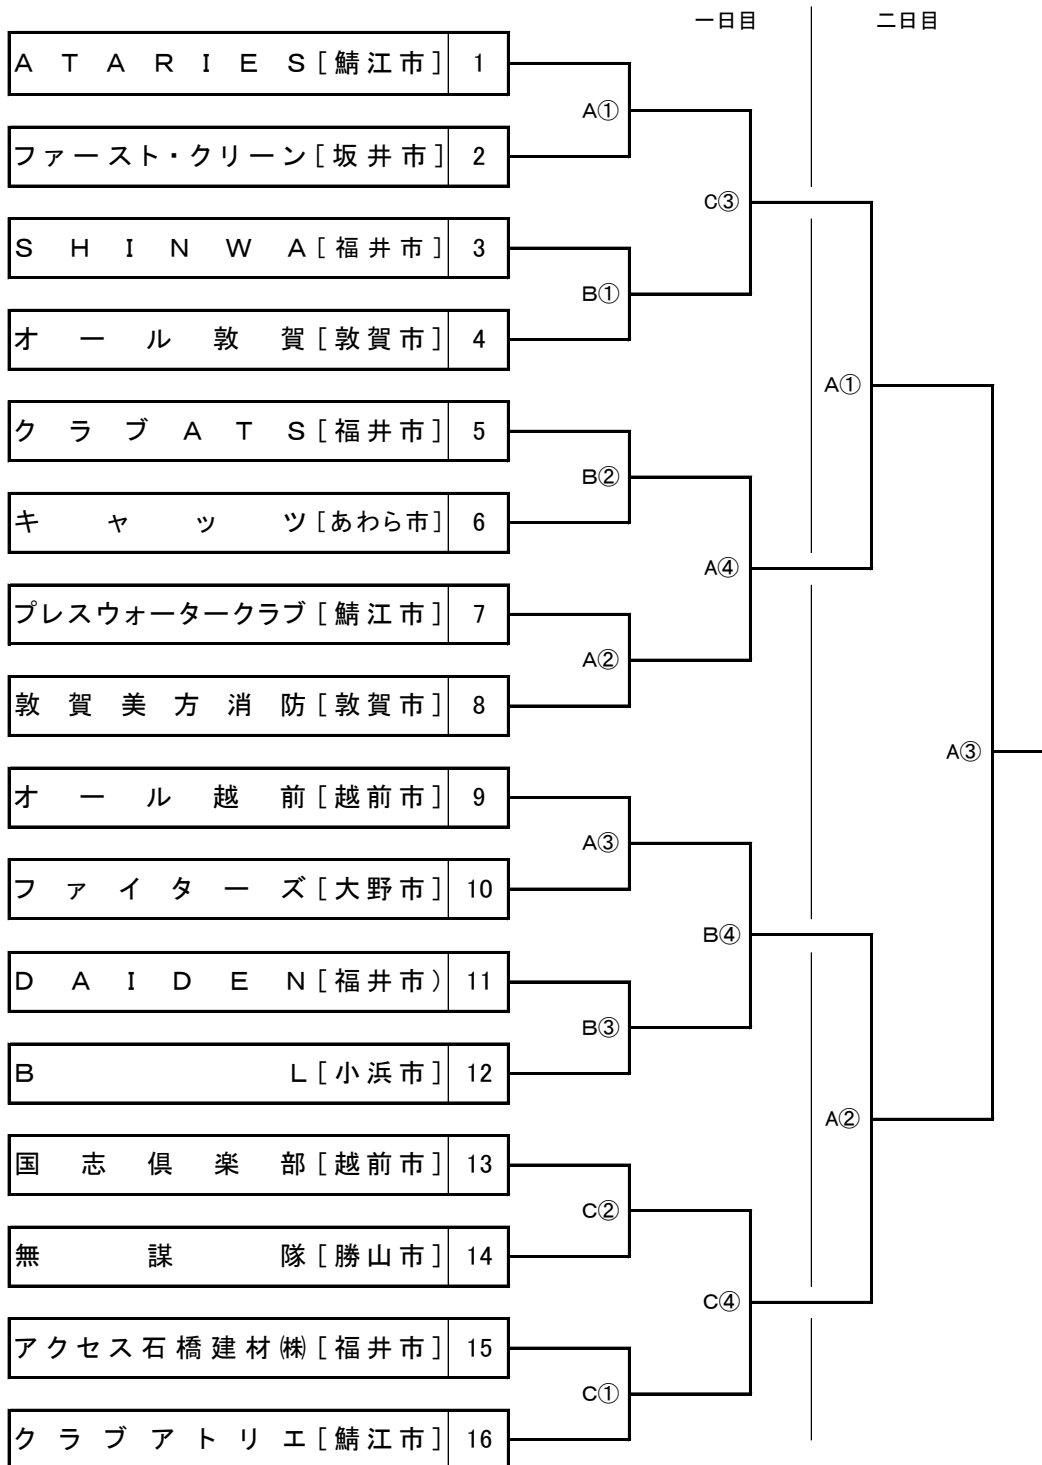 一日目 二日目
ATARIES[鯖江市] 1
A①
ファースト・クリーン[坂井市] 2
C③
SHINWA[福井市] 3
B①
オール敦賀[敦賀市] 4
A①
クラブATS[福井市] 5
B②
キャッツ[あわら市] 6
A④
プレスウォータークラブ[鯖江市] 7
A②
敦賀美方消防[敦賀市] 8
A③
オール越前[越前市] 9
A③
ファイターズ[大野市] 10
B④
DAIDEN[福井市) 11
B③
BL[小浜市] 12
A②
国志倶楽部[越前市] 13
C②
無謀隊[勝山市] 14
C④
アクセス石橋建材㈱[福井市] 15
C①
クラブアトリエ[鯖江市] 16